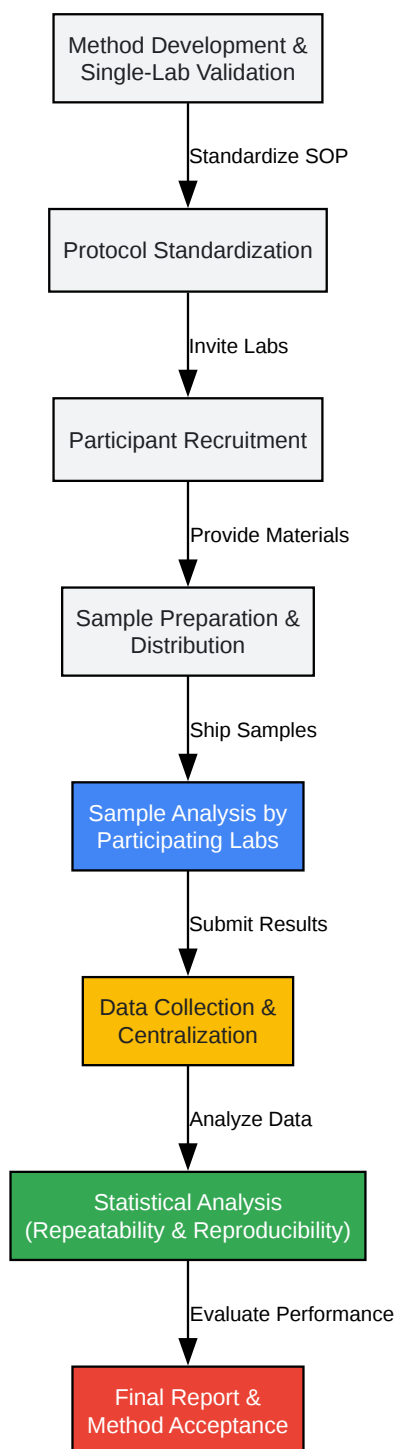 Method Development &
Single-Lab Validation
Standardize SOP
Protocol Standardization
Invite Labs
Participant Recruitment
Provide Materials
Sample Preparation &
Distribution
Ship Samples
Sample Analysis by
Participating Labs
Submit Results
Data Collection &
Centralization
Analyze Data
Statistical Analysis
(Repeatability & Reproducibility)
Evaluate Performance
Final Report &
Method Acceptance